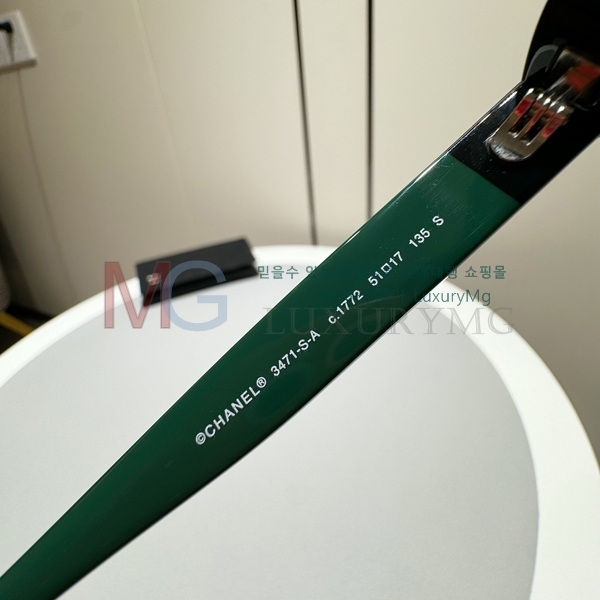 ©CHANEL® 3471-S-A c.1772 51□17 135 S
MG
믿을수 쇼핑몰
LuxuryMg
LUXURYMG